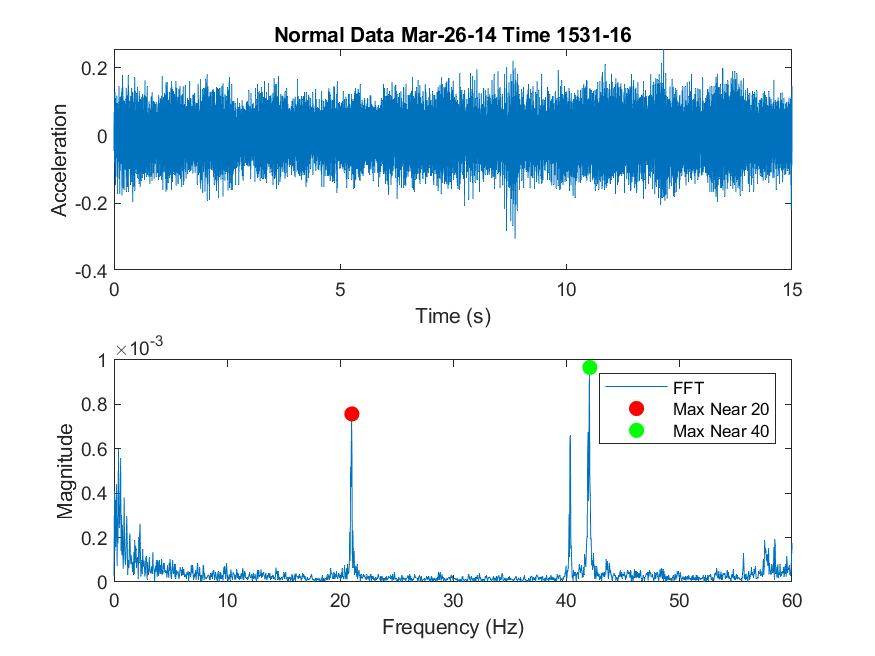 Normal Data Mar-26-14 Time 1531-16
0.2
0
-0.2
-0.4
Acceleration
0 5 10 15
Time (s)
×10-3
1
0.8
0.6
0.4
0.2
0
Magnitude
FFT
Max Near 20
Max Near 40
0 10 20 30 40 50 60
Frequency (Hz)